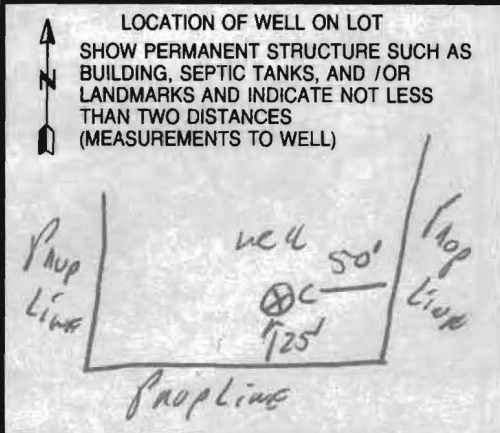 LOCATION OF WELL ON LOT
SHOW PERMANENT STRUCTURE SUCH AS
BUILDING, SEPTIC TANKS, AND /OR
LANDMARKS AND INDICATE NOT LESS
THAN TWO DISTANCES
(MEASUREMENTS TO WELL)
N
Prop
Line
well
50'
Prop
Line
125'
Prop Line